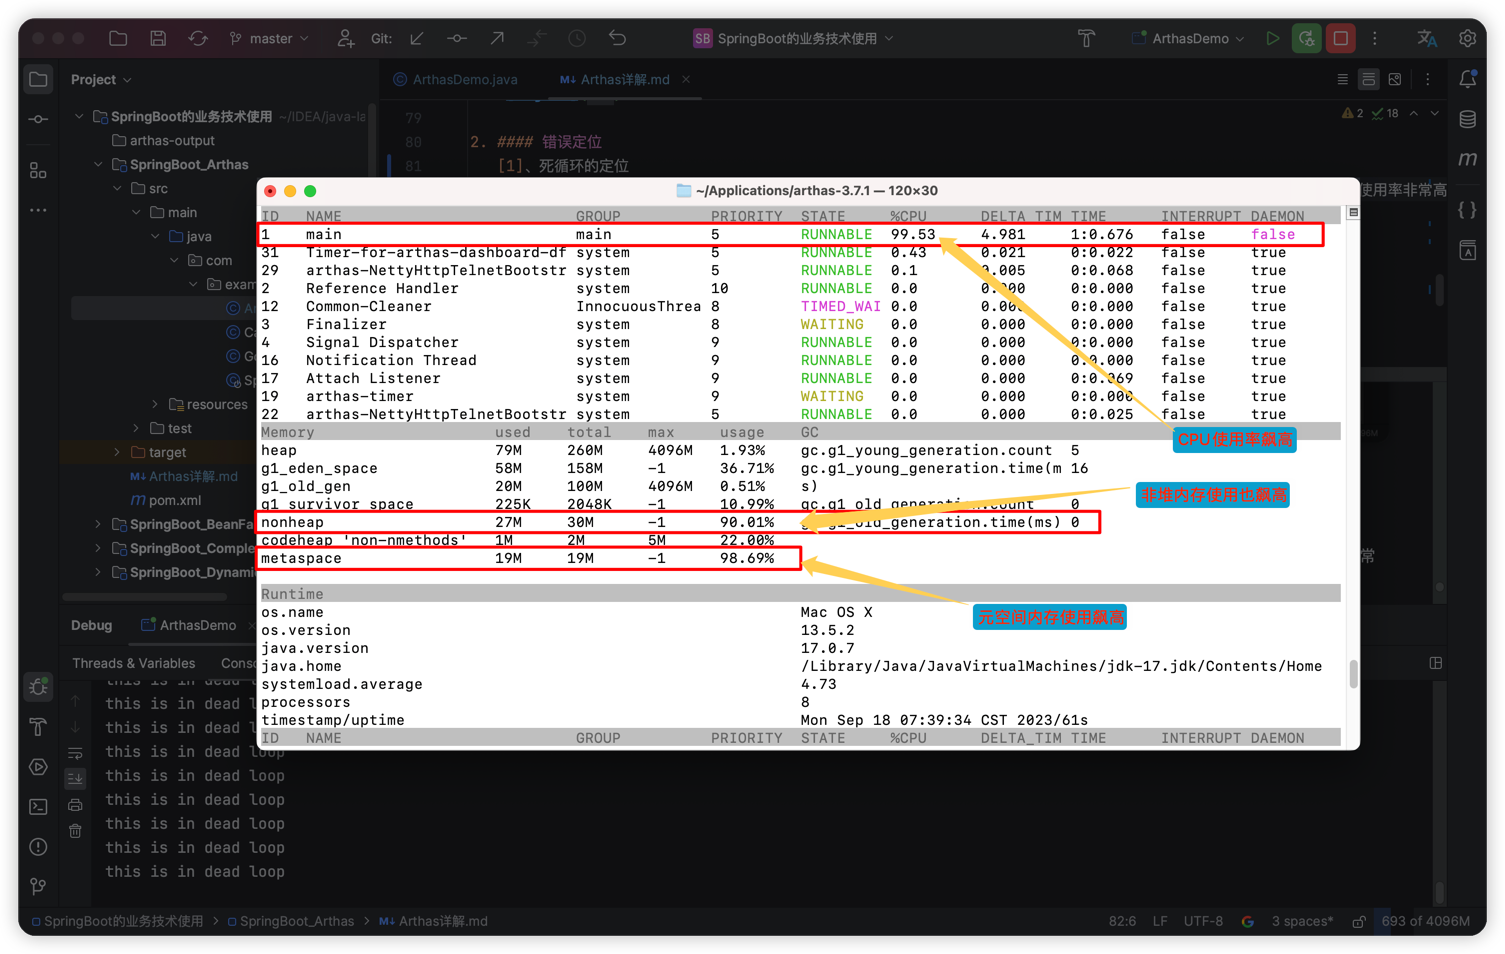 master
Git:
SB SpringBoot的业务技术使用
ArthasDemo
Project
ArthasDemo.java
Arthas详解.md
SpringBoot的业务技术使用 ~/IDEA/java-la
arthas-output
SpringBoot_Arthas
src
main
java
com
exam
resources
test
target
Arthas详解.md
pom.xml
SpringBoot_BeanFa
SpringBoot_Comple
SpringBoot_Dynami
79
80 2. #### 错误定位
81 [1]、死循环的定位
2 18
使用率非常高
常
~/Applications/arthas-3.7.1 — 120×30
ID NAME GROUP PRIORITY STATE %CPU DELTA_TIM TIME INTERRUPT DAEMON
1 main main 5 RUNNABLE 99.53 4.981 1:0.676 false false
31 Timer-for-arthas-dashboard-df system 5 RUNNABLE 0.43 0.021 0:0.022 false true
29 arthas-NettyHttpTelnetBootstr system 5 RUNNABLE 0.1 0.005 0:0.068 false true
2 Reference Handler system 10 RUNNABLE 0.0 0.000 0:0.000 false true
12 Common-Cleaner InnocuousThrea 8 TIMED_WAI 0.0 0.000 0:0.000 false true
3 Finalizer system 8 WAITING 0.0 0.000 0:0.000 false true
4 Signal Dispatcher system 9 RUNNABLE 0.0 0.000 0:0.000 false true
16 Notification Thread system 9 RUNNABLE 0.0 0.000 0:0.000 false true
17 Attach Listener system 9 RUNNABLE 0.0 0.000 0:0.069 false true
19 arthas-timer system 9 WAITING 0.0 0.000 0:0.000 false true
22 arthas-NettyHttpTelnetBootstr system 5 RUNNABLE 0.0 0.000 0:0.025 false true
Memory used total max usage GC
heap 79M 260M 4096M 1.93% gc.g1_young_generation.count 5
g1_eden_space 58M 158M -1 36.71% gc.g1_young_generation.time(m 16
g1_old_gen 20M 100M 4096M 0.51% s)
g1_survivor_space 225K 2048K -1 10.99% gc.g1_old_generation.count 0
nonheap 27M 30M -1 90.01% gc.g1_old_generation.time(ms) 0
codeheap 'non-nmethods' 1M 2M 5M 22.00%
metaspace 19M 19M -1 98.69%
CPU使用率飙高
非堆内存使用也飙高
元空间内存使用飙高
Runtime
os.name Mac OS X
os.version 13.5.2
java.version 17.0.7
java.home /Library/Java/JavaVirtualMachines/jdk-17.jdk/Contents/Home
systemload.average 4.73
processors 8
timestamp/uptime Mon Sep 18 07:39:34 CST 2023/61s
ID NAME GROUP PRIORITY STATE %CPU DELTA_TIM TIME INTERRUPT DAEMON
Debug ArthasDemo
Threads & Variables Conso
this is in dead l
this is in dead loop
this is in dead loop
this is in dead loop
this is in dead loop
this is in dead loop
this is in dead loop
this is in dead loop
this is in dead loop
SpringBoot的业务技术使用 > SpringBoot_Arthas > Arthas详解.md
82:6 LF UTF-8 3 spaces* 693 of 4096M